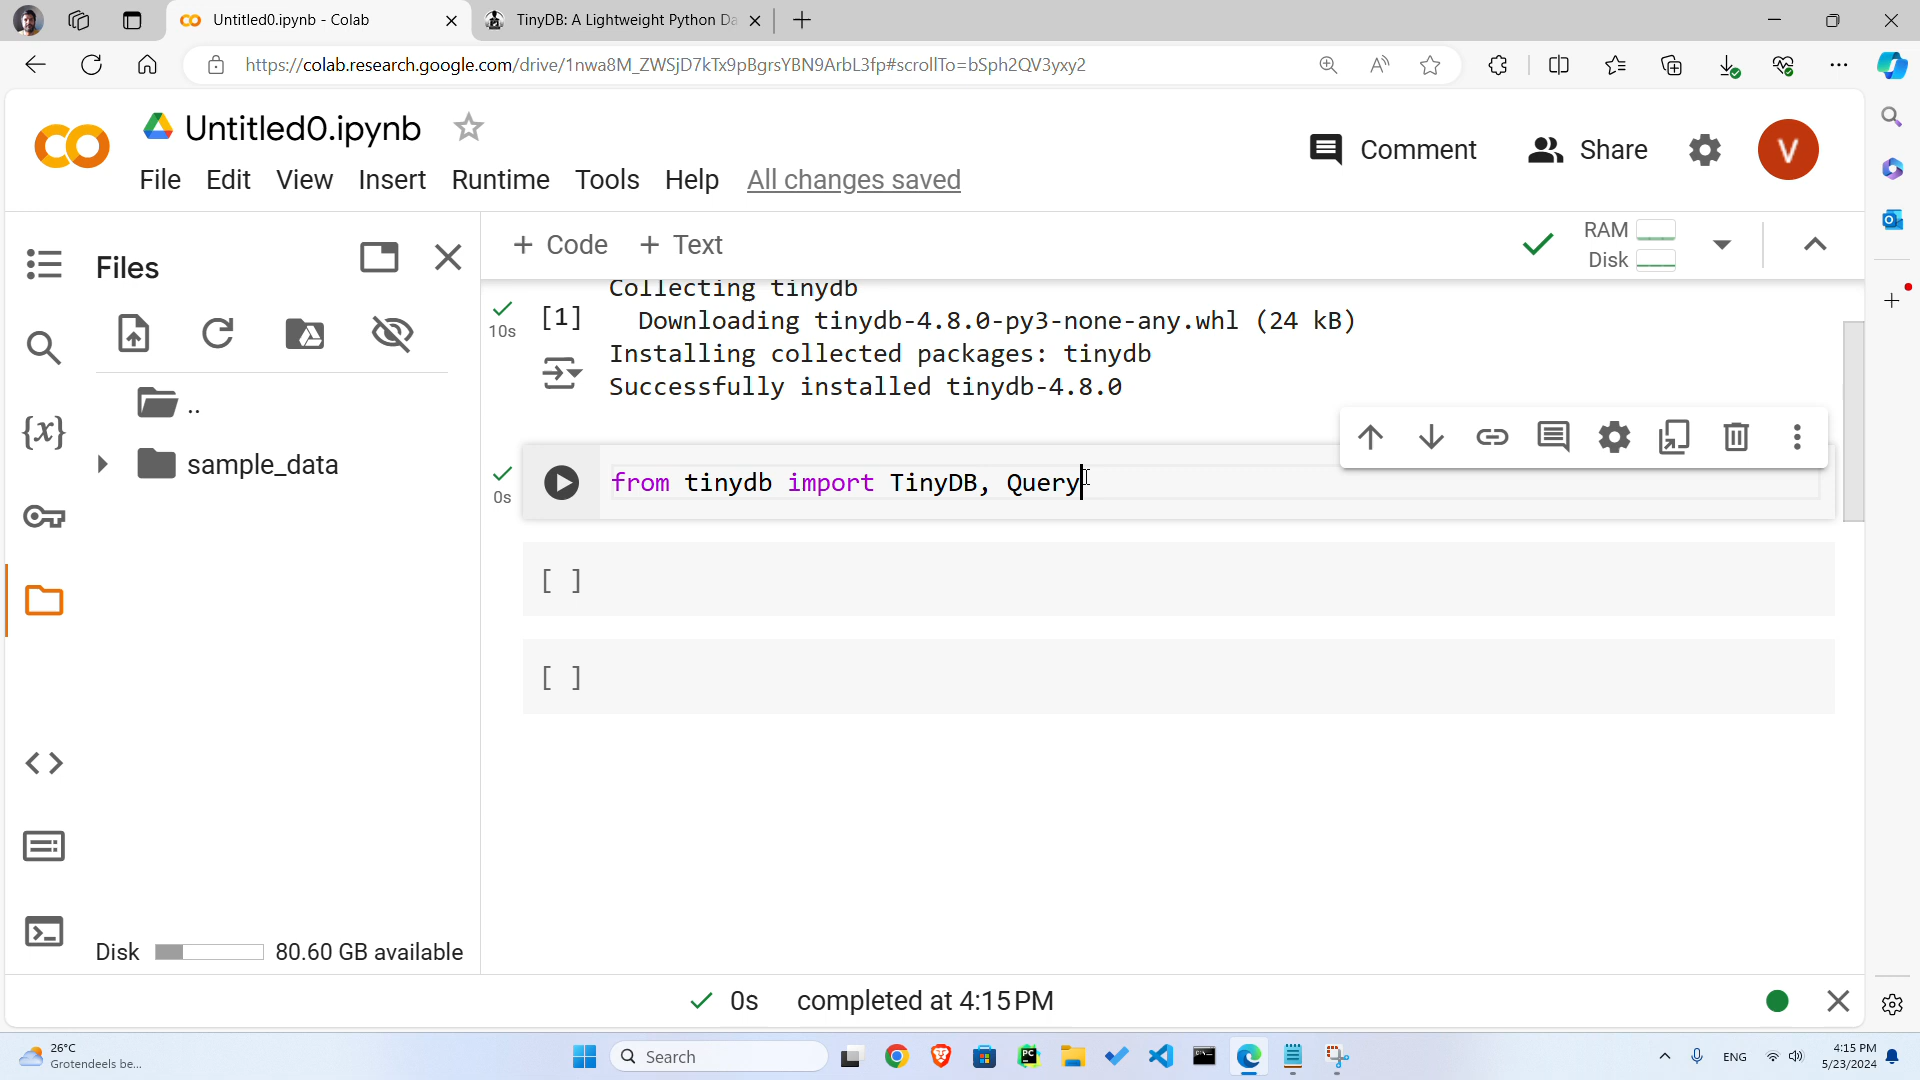 Untitled0.ipynb - Colab
TinyDB: A Lightweight Python Da
https://colab.research.google.com/drive/1nwa8M_ZWSjD7kTx9pBgrsYBN9ArbL3fp#scrollTo=bSph2QV3yxy2
Untitled0.ipynb
Comment
Share
V
File Edit View Insert Runtime Tools Help All changes saved
Files
+ Code + Text
RAM
Disk
{x}
..
sample_data
Disk
80.60 GB available
Collecting tinydb
10s
[1]
Downloading tinydb-4.8.0-py3-none-any.whl (24 kB)
Installing collected packages: tinydb
Successfully installed tinydb-4.8.0
0s
from tinydb import TinyDB, Query
[ ]
[ ]
0s completed at 4:15 PM
26°C
Grotendeels be...
Search
ENG
4:15 PM
5/23/2024